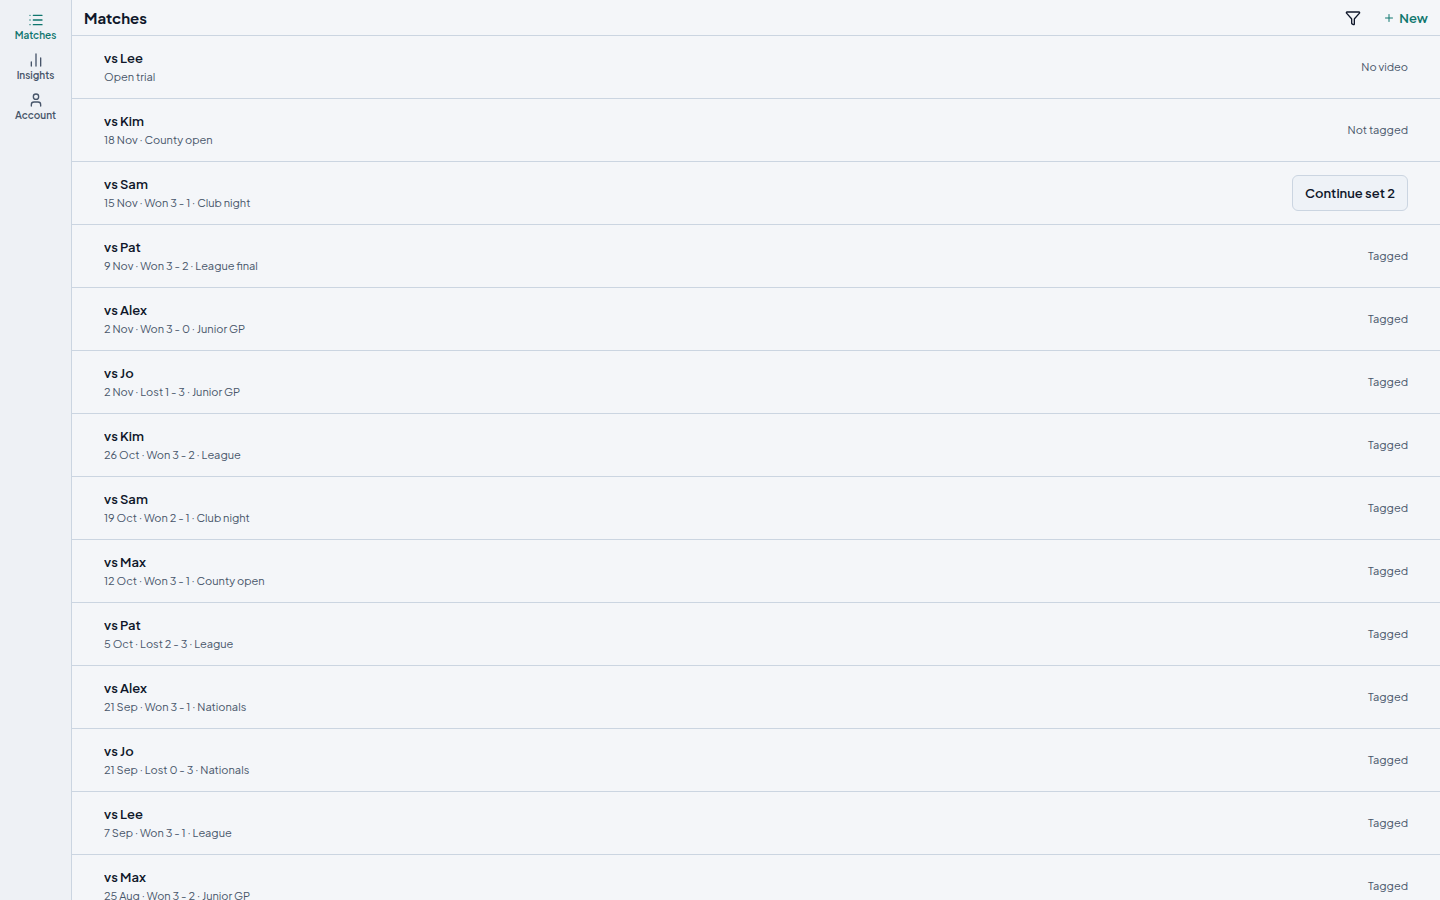 Matches
Insights
Account
Matches
+ New
vs Lee
Open trial
No video
vs Kim
18 Nov · County open
Not tagged
vs Sam
15 Nov · Won 3 - 1 · Club night
Continue set 2
vs Pat
9 Nov · Won 3 - 2 · League final
Tagged
vs Alex
2 Nov · Won 3 - 0 · Junior GP
Tagged
vs Jo
2 Nov · Lost 1 - 3 · Junior GP
Tagged
vs Kim
26 Oct · Won 3 - 2 · League
Tagged
vs Sam
19 Oct · Won 2 - 1 · Club night
Tagged
vs Max
12 Oct · Won 3 - 1 · County open
Tagged
vs Pat
5 Oct · Lost 2 - 3 · League
Tagged
vs Alex
21 Sep · Won 3 - 1 · Nationals
Tagged
vs Jo
21 Sep · Lost 0 - 3 · Nationals
Tagged
vs Lee
7 Sep · Won 3 - 1 · League
Tagged
vs Max
25 Aug · Won 3 - 2 · Junior GP
Tagged